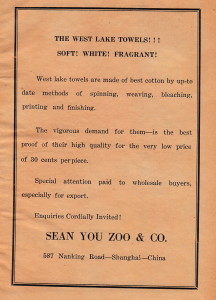 THE WEST LAKE TOWELS!!!
SOFT! WHITE! FRAGRANT!
West lake towels are made of best cotton by up-to
date methods of spinning, weaving, bleaching,
printing and finishing.
The vigorous demand for them—is the best
proof of their high quality for the very low price
of 30 cents perpiece.
Special attention paid to wholesale buyers,
especially for export.
Enquiries Cordially Invited!
SEAN YOU ZOO & CO.
587 Nanking Road—Shanghai—China